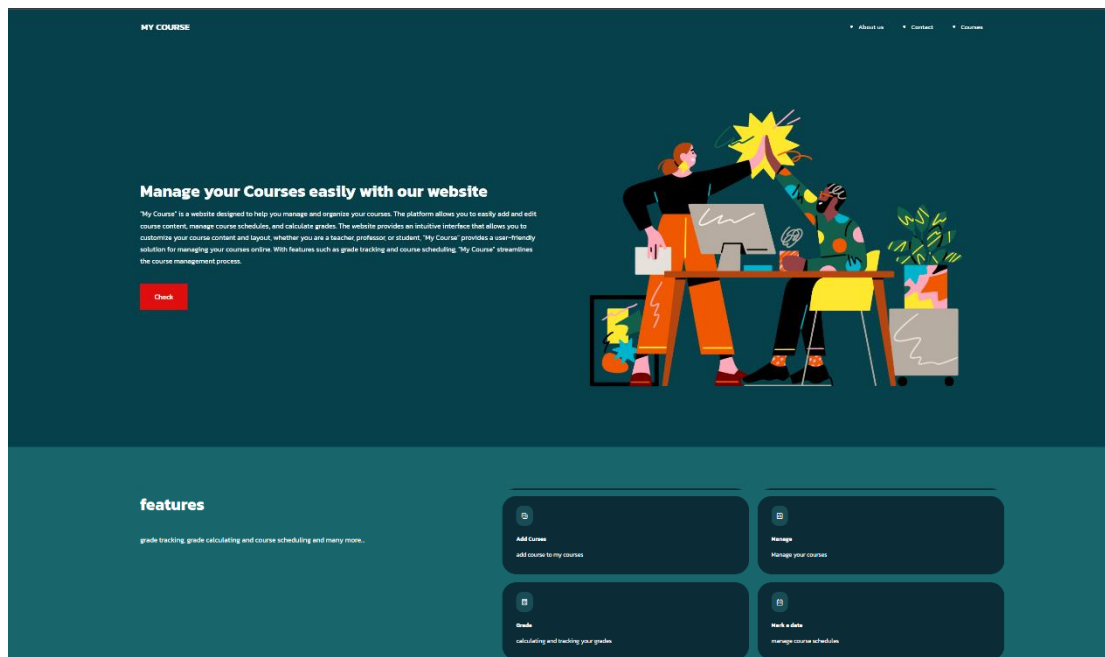 MY COURSE
About us
Contact
Courses
Manage your Courses easily with our website
"My Course" is a website designed to help you manage and organize your courses. The platform allows you to easily add and edit
course content, manage course schedules, and calculate grades. The website provides an intuitive interface that allows you to
customize your course content and layout, whether you are a teacher, professor, or student, "My Course" provides a user-friendly
solution for managing your courses online. With features such as grade tracking and course scheduling, "My Course" streamlines
the course management process.
Check
features
grade tracking, grade calculating and course scheduling and many more..
Add Curses
add course to my courses
Manage
Manage your courses
Grade
calculating and tracking your grades
Mark a date
manage course schedules